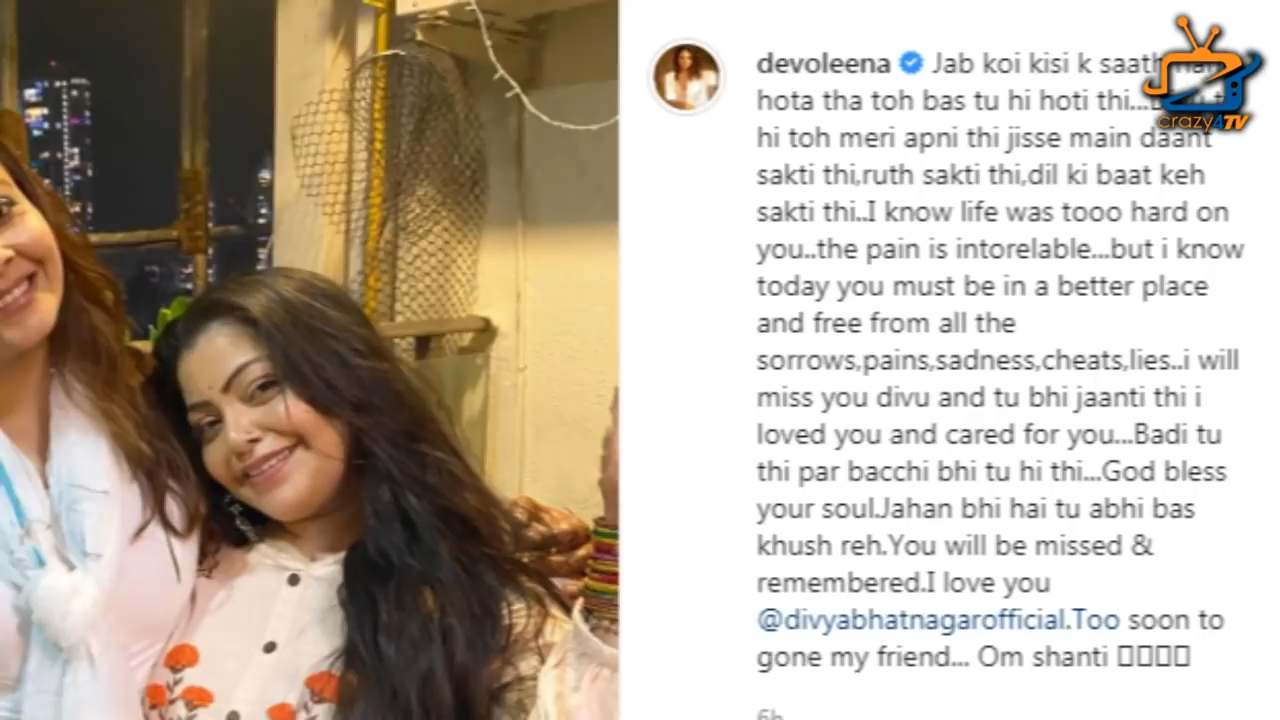 devoleena Jab koi kisi k saath
hota tha toh bas tu hi hoti thi...
hi toh meri apni thi jisse main daant
sakti thi,ruth sakti thi,dil ki baat keh
sakti thi..I know life was tooo hard on
you..the pain is intorelable...but i know
today you must be in a better place
and free from all the
sorrows,pains,sadness,cheats,lies..i will
miss you divu and tu bhi jaanti thi i
loved you and cared for you...Badi tu
thi par bacchi bhi tu hi thi...God bless
your soul.Jahan bhi hai tu abhi bas
khush reh.You will be missed &
remembered.I love you
@divyabhatnagarofficial.Too soon to
gone my friend... Om shanti
6h
crazy4TV